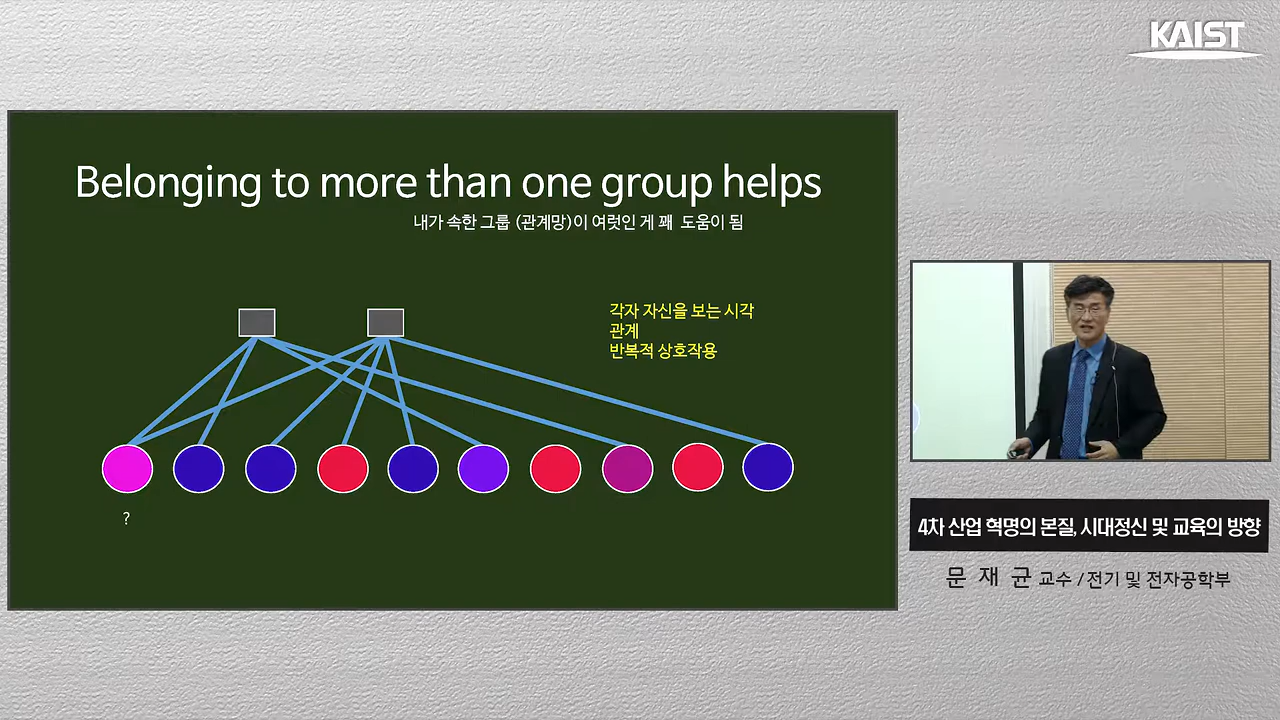 KAIST
Belonging to more than one group helps
내가 속한 그룹 (관계망)이 여럿인 게 꽤 도움이 됨
각자 자신을 보는 시각
관계
반복적 상호작용
?
4차 산업 혁명의 본질, 시대정신 및 교육의 방향
문 재 균 교수 / 전기 및 전자공학부